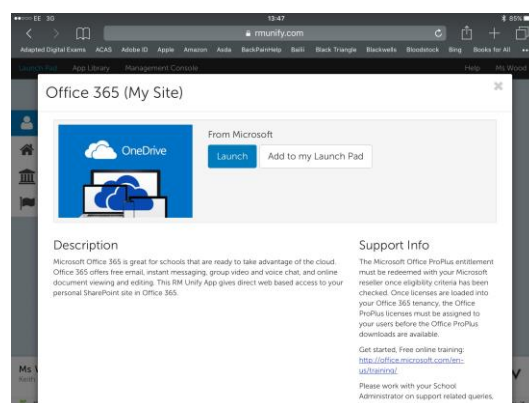 EE 3G 13:47 85%
rmunify.com
Adapted Digital Exams ACAS Adobe ID Apple Amazon Asda BackPainHelp Bailii Black Triangle Blackwells Bloodstock Bing Books for All
Launch Pad App Library Management Console Help Ms Wood
Office 365 (My Site)
OneDrive
From Microsoft
Launch Add to my Launch Pad
Description
Microsoft Office 365 is great for schools that are ready to take advantage of the cloud.
Office 365 offers free email, instant messaging, group video and voice chat, and online
document viewing and editing. This RM Unify App gives direct web based access to your
personal SharePoint site in Office 365.
Support Info
The Microsoft Office ProPlus entitlement
must be redeemed with your Microsoft
reseller once eligibility criteria has been
checked. Once licenses are loaded into
your Office 365 tenancy, the Office
ProPlus licenses must be assigned to
your users before the Office ProPlus
downloads are available.
Get started, Free online training:
http://office.microsoft.com/en-
us/training/
Please work with your School
Administrator on support related queries,
Ms
Keith